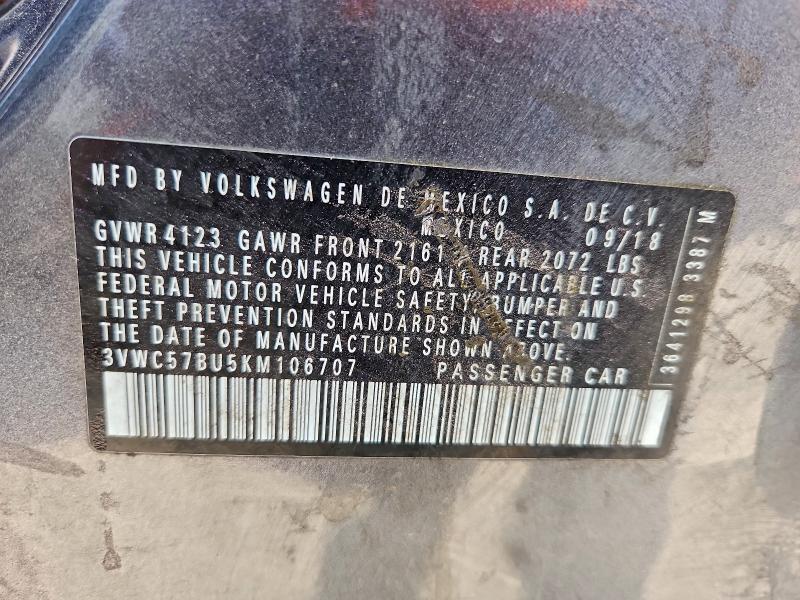 MFD BY VOLKSWAGEN DE MEXICO S.A. DE C.V.
MEXICO 09/18
GVWR 4123 GAWR FRONT 2161 REAR 2072 LBS
THIS VEHICLE CONFORMS TO ALL APPLICABLE U.S.
FEDERAL MOTOR VEHICLE SAFETY, BUMPER AND
THEFT PREVENTION STANDARDS IN EFFECT ON
THE DATE OF MANUFACTURE SHOWN ABOVE.
3VWC57BU5KM106707 PASSENGER CAR
3641298 3387 M